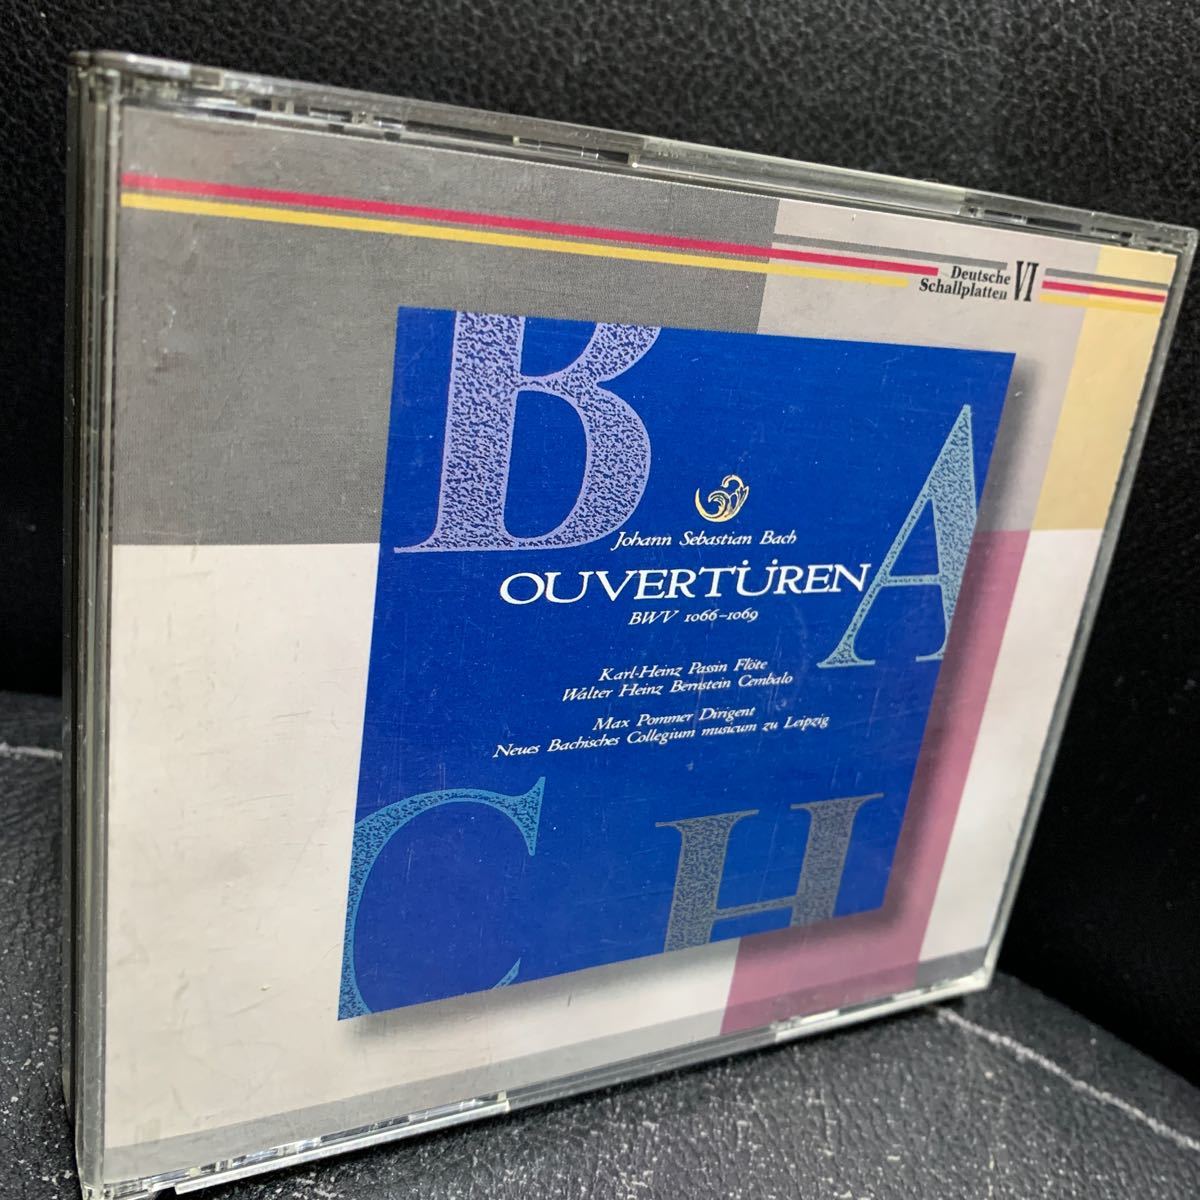 Deutsche
Schallplatten VI
B
A
Johann Sebastian Bach
OUVERTÜREN
BWV 1066-1069
Karl-Heinz Passin Flöte
Walter Heinz Bernstein Cembalo
Max Pommer Dirigent
Neues Bachisches Collegium musicum zu Leipzig
C
H